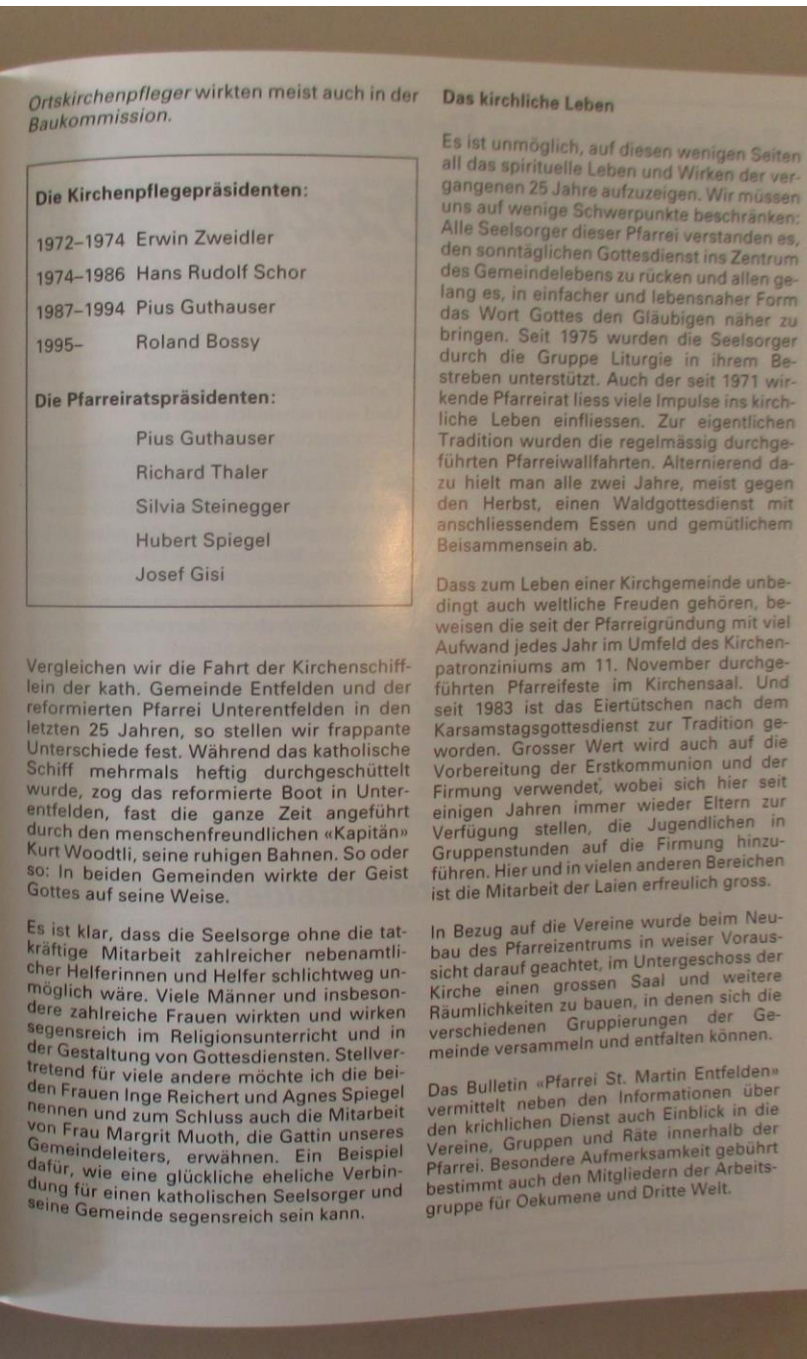 Ortskirchenpfleger wirkten meist auch in der
Baukommission.
Die Kirchenpflegepräsidenten:
1972–1974 Erwin Zweidler
1974–1986 Hans Rudolf Schor
1987–1994 Pius Guthauser
1995– Roland Bossy
Die Pfarreiratspräsidenten:
Pius Guthauser
Richard Thaler
Silvia Steinegger
Hubert Spiegel
Josef Gisi
Vergleichen wir die Fahrt der Kirchenschiff-
lein der kath. Gemeinde Entfelden und der
reformierten Pfarrei Unterentfelden in den
letzten 25 Jahren, so stellen wir frappante
Unterschiede fest. Während das katholische
Schiff mehrmals heftig durchgeschüttelt
wurde, zog das reformierte Boot in Unter-
entfelden, fast die ganze Zeit angeführt
durch den menschenfreundlichen «Kapitän»
Kurt Woodtli, seine ruhigen Bahnen. So oder
so: In beiden Gemeinden wirkte der Geist
Gottes auf seine Weise.
Es ist klar, dass die Seelsorge ohne die tat-
kräftige Mitarbeit zahlreicher nebenamtli-
cher Helferinnen und Helfer schlichtweg un-
möglich wäre. Viele Männer und insbeson-
dere zahlreiche Frauen wirkten und wirken
segensreich im Religionsunterricht und in
der Gestaltung von Gottesdiensten. Stellver-
tretend für viele andere möchte ich die bei-
den Frauen Inge Reichert und Agnes Spiegel
nennen und zum Schluss auch die Mitarbeit
von Frau Margrit Muoth, die Gattin unseres
Gemeindeleiters, erwähnen. Ein Beispiel
dafür, wie eine glückliche eheliche Verbin-
dung für einen katholischen Seelsorger und
seine Gemeinde segensreich sein kann.
Das kirchliche Leben
Es ist unmöglich, auf diesen wenigen Seiten
all das spirituelle Leben und Wirken der ver-
gangenen 25 Jahre aufzuzeigen. Wir müssen
uns auf wenige Schwerpunkte beschränken:
Alle Seelsorger dieser Pfarrei verstanden es,
den sonntäglichen Gottesdienst ins Zentrum
des Gemeindelebens zu rücken und allen ge-
lang es, in einfacher und lebensnaher Form
das Wort Gottes den Gläubigen näher zu
bringen. Seit 1975 wurden die Seelsorger
durch die Gruppe Liturgie in ihrem Be-
streben unterstützt. Auch der seit 1971 wir-
kende Pfarreirat liess viele Impulse ins kirch-
liche Leben einfliessen. Zur eigentlichen
Tradition wurden die regelmässig durchge-
führten Pfarreiwallfahrten. Alternierend da-
zu hielt man alle zwei Jahre, meist gegen
den Herbst, einen Waldgottesdienst mit
anschliessendem Essen und gemütlichem
Beisammensein ab.
Dass zum Leben einer Kirchgemeinde unbe-
dingt auch weltliche Freuden gehören, be-
weisen die seit der Pfarreigründung mit viel
Aufwand jedes Jahr im Umfeld des Kirchen-
patronziniums am 11. November durchge-
führten Pfarreifeste im Kirchensaal. Und
seit 1983 ist das Eiertütschen nach dem
Karsamstagsgottesdienst zur Tradition ge-
worden. Grosser Wert wird auch auf die
Vorbereitung der Erstkommunion und der
Firmung verwendet, wobei sich hier seit
einigen Jahren immer wieder Eltern zur
Verfügung stellen, die Jugendlichen in
Gruppenstunden auf die Firmung hinzu-
führen. Hier und in vielen anderen Bereichen
ist die Mitarbeit der Laien erfreulich gross.
In Bezug auf die Vereine wurde beim Neu-
bau des Pfarreizentrums in weiser Voraus-
sicht darauf geachtet, im Untergeschoss der
Kirche einen grossen Saal und weitere
Räumlichkeiten zu bauen, in denen sich die
verschiedenen Gruppierungen der Ge-
meinde versammeln und entfalten können.
Das Bulletin «Pfarrei St. Martin Entfelden»
vermittelt neben den Informationen über
den krichlichen Dienst auch Einblick in die
Vereine, Gruppen und Räte innerhalb der
Pfarrei. Besondere Aufmerksamkeit gebührt
bestimmt auch den Mitgliedern der Arbeits-
gruppe für Oekumene und Dritte Welt.